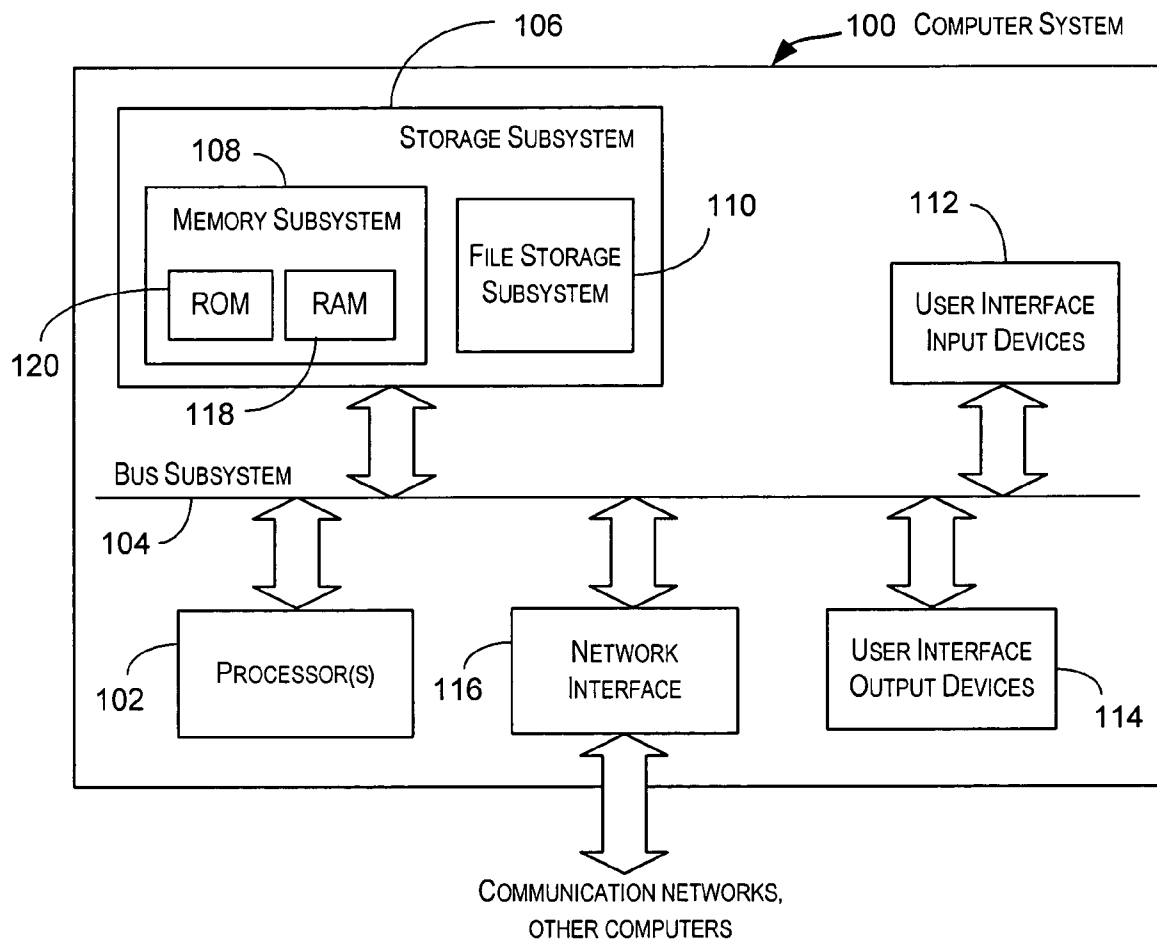 106
100 COMPUTER SYSTEM
STORAGE SUBSYSTEM
108
MEMORY SUBSYSTEM
110
112
FILE STORAGE
SUBSYSTEM
ROM
RAM
USER INTERFACE
INPUT DEVICES
120
118
BUS SUBSYSTEM
104
PROCESSOR(S)
102
NETWORK
INTERFACE
116
USER INTERFACE
OUTPUT DEVICES
114
COMMUNICATION NETWORKS,
OTHER COMPUTERS